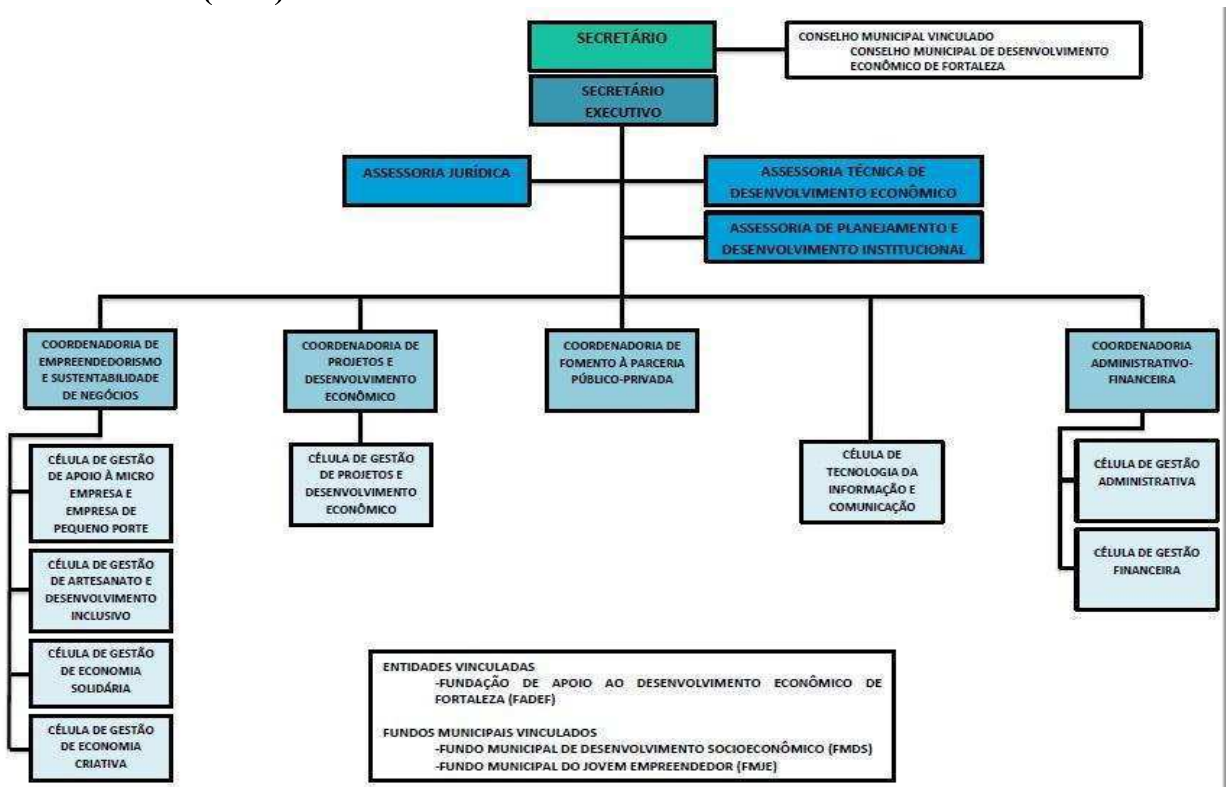 SECRETÁRIO
CONSELHO MUNICIPAL VINCULADO
CONSELHO MUNICIPAL DE DESENVOLVIMENTO
ECONÔMICO DE FORTALEZA
SECRETÁRIO
EXECUTIVO
ASSESSORIA JURÍDICA
ASSESSORIA TÉCNICA DE
DESENVOLVIMENTO ECONÔMICO
ASSESSORIA DE PLANEJAMENTO E
DESENVOLVIMENTO INSTITUCIONAL
COORDENADORIA DE
EMPREENDEDORISMO
E SUSTENTABILIDADE
DE NEGÓCIOS
COORDENADORIA DE
PROJETOS E
DESENVOLVIMENTO
ECONÔMICO
COORDENADORIA DE
FOMENTO À PARCERIA
PÚBLICO-PRIVADA
COORDENADORIA
ADMINISTRATIVO-
FINANCEIRA
CÉLULA DE GESTÃO
DE APOIO À MICRO
EMPRESA E
EMPRESA DE
PEQUENO PORTE
CÉLULA DE GESTÃO
DE PROJETOS E
DESENVOLVIMENTO
ECONÔMICO
CÉLULA DE
TECNOLOGIA DA
INFORMAÇÃO E
COMUNICAÇÃO
CÉLULA DE GESTÃO
ADMINISTRATIVA
CÉLULA DE GESTÃO
DE ARTESANATO E
DESENVOLVIMENTO
INCLUSIVO
CÉLULA DE GESTÃO
FINANCEIRA
CÉLULA DE GESTÃO
DE ECONOMIA
SOLIDÁRIA
CÉLULA DE GESTÃO
DE ECONOMIA
CRIATIVA
ENTIDADES VINCULADAS
-FUNDAÇÃO DE APOIO AO DESENVOLVIMENTO ECONÔMICO DE
FORTALEZA (FADEF)
FUNDOS MUNICIPAIS VINCULADOS
-FUNDO MUNICIPAL DE DESENVOLVIMENTO SOCIOECONÔMICO (FMDS)
-FUNDO MUNICIPAL DO JOVEM EMPREENDEDOR (FMJE)